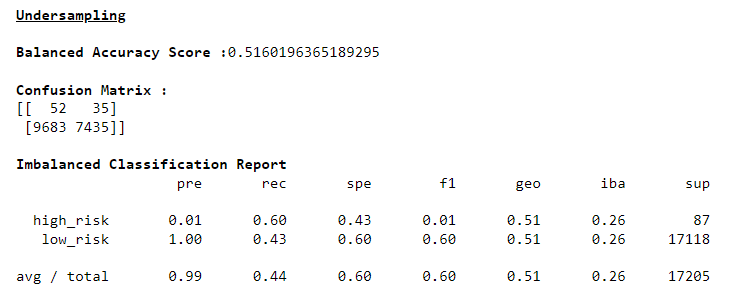 Undersampling
Balanced Accuracy Score :0.5160196365189295
Confusion Matrix :
[[  52   35]
 [9683 7435]]
Imbalanced Classification Report
                   pre       rec       spe        f1       geo       iba       sup
  high_risk       0.01      0.60      0.43      0.01      0.51      0.26        87
   low_risk       1.00      0.43      0.60      0.60      0.51      0.26     17118
avg / total       0.99      0.44      0.60      0.60      0.51      0.26     17205